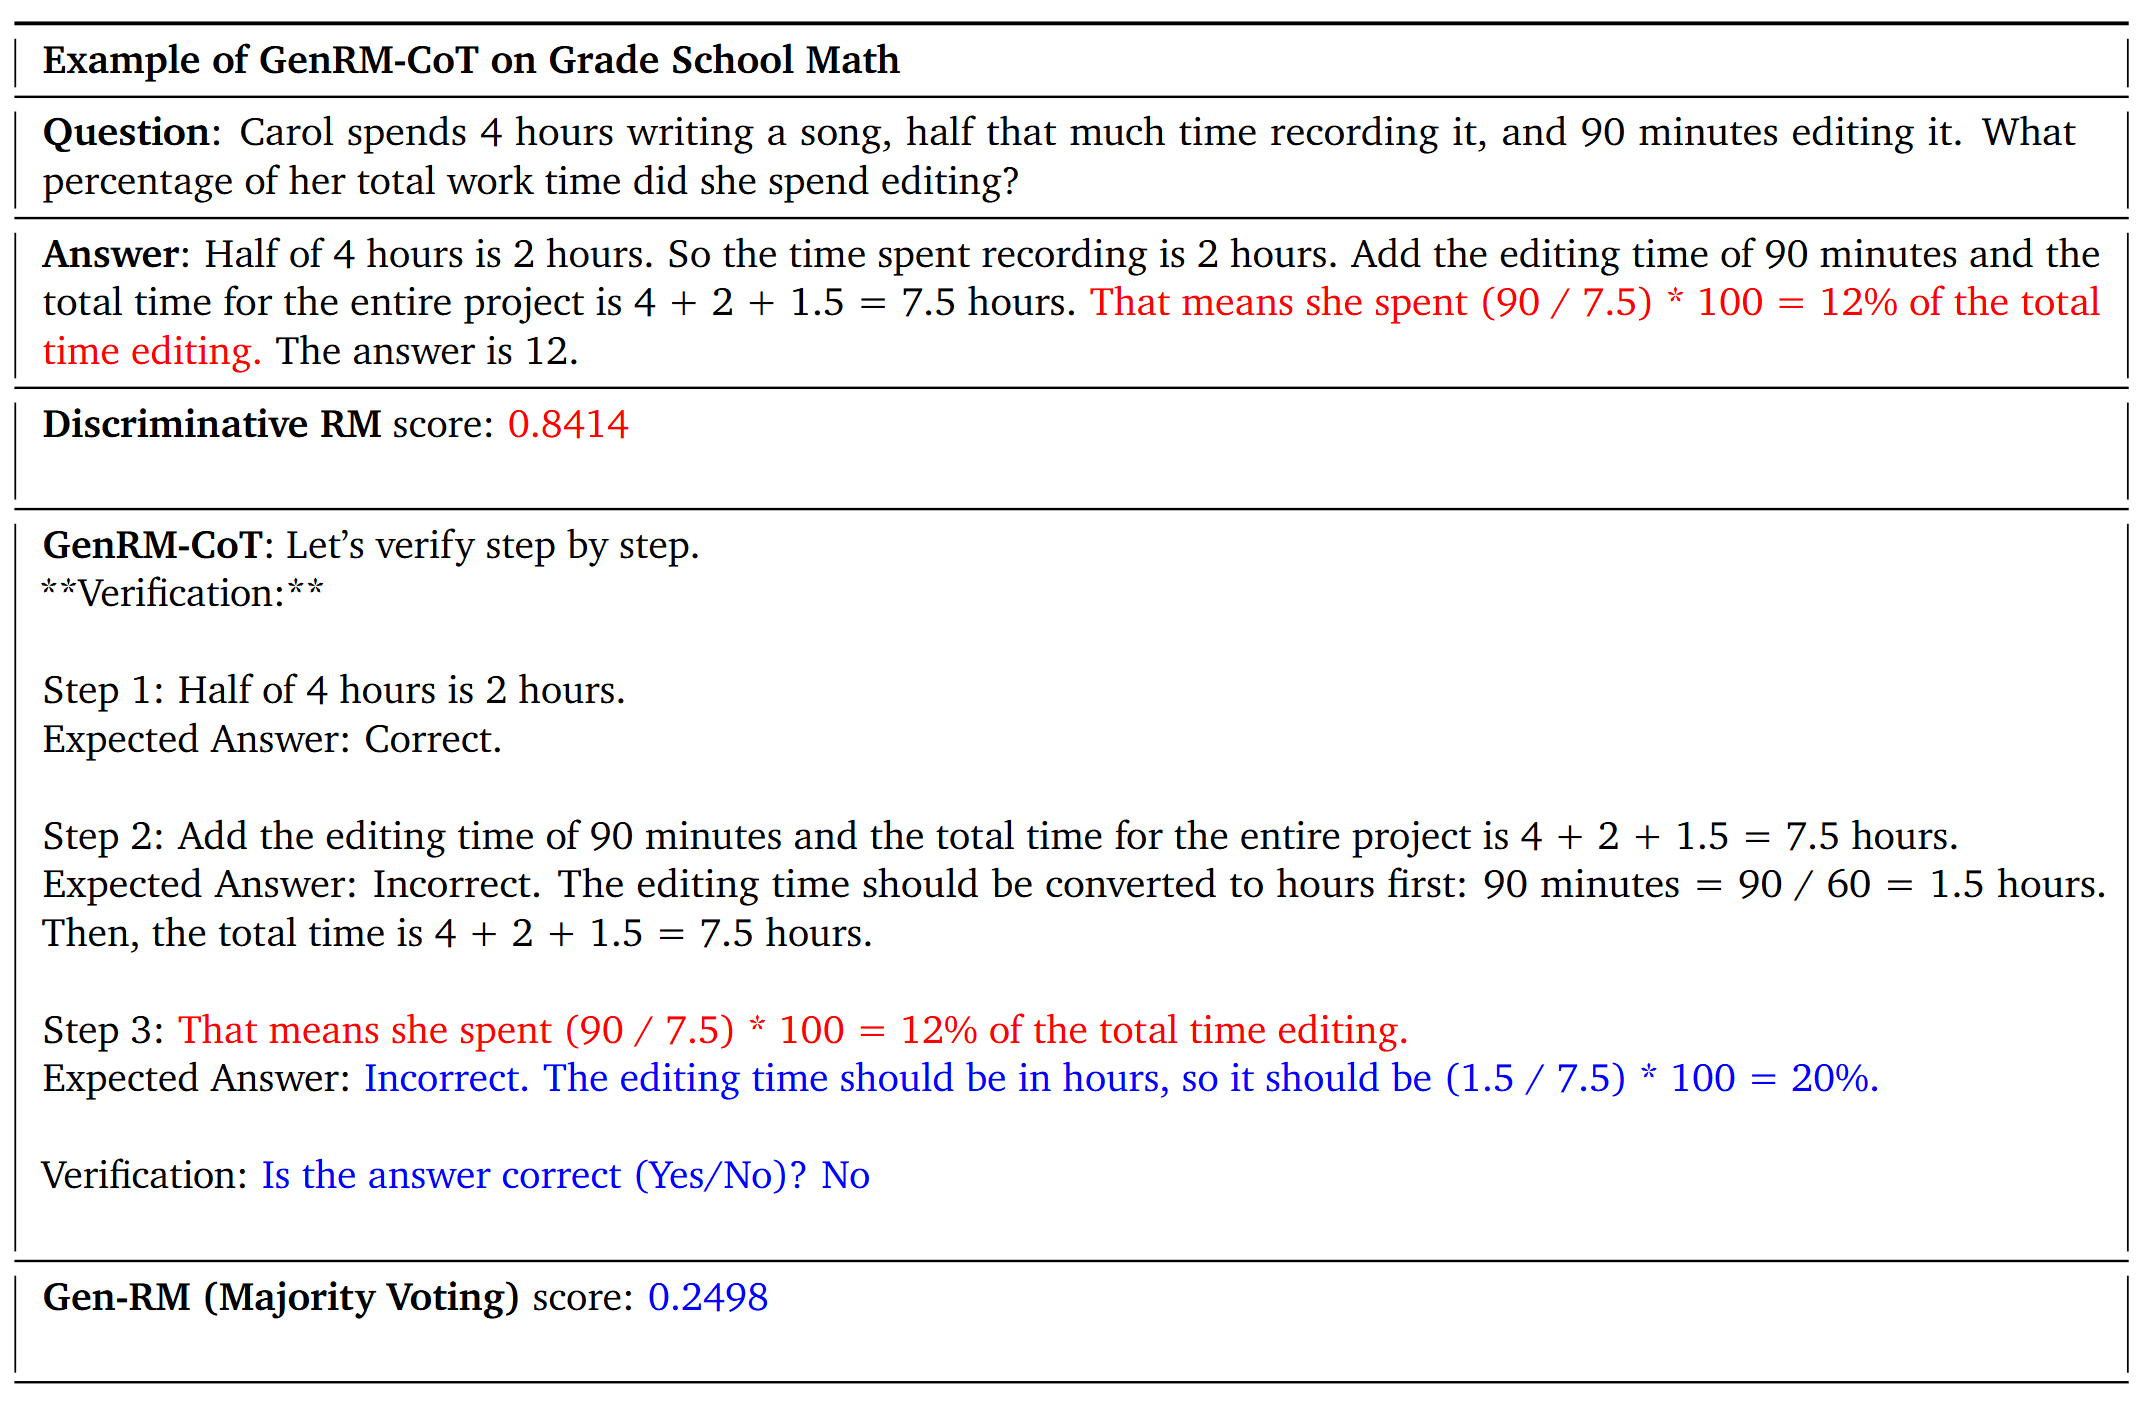 Example of GenRM-CoT on Grade School Math
Question: Carol spends 4 hours writing a song, half that much time recording it, and 90 minutes editing it. What
percentage of her total work time did she spend editing?
Answer: Half of 4 hours is 2 hours. So the time spent recording is 2 hours. Add the editing time of 90 minutes and the
total time for the entire project is 4 + 2 + 1.5 = 7.5 hours. That means she spent (90 / 7.5) * 100 = 12% of the total
time editing. The answer is 12.
Discriminative RM score: 0.8414
GenRM-CoT: Let’s verify step by step.
**Verification:**
Step 1: Half of 4 hours is 2 hours.
Expected Answer: Correct.
Step 2: Add the editing time of 90 minutes and the total time for the entire project is 4 + 2 + 1.5 = 7.5 hours.
Expected Answer: Incorrect. The editing time should be converted to hours first: 90 minutes = 90 / 60 = 1.5 hours.
Then, the total time is 4 + 2 + 1.5 = 7.5 hours.
Step 3: That means she spent (90 / 7.5) * 100 = 12% of the total time editing.
Expected Answer: Incorrect. The editing time should be in hours, so it should be (1.5 / 7.5) * 100 = 20%.
Verification: Is the answer correct (Yes/No)? No
Gen-RM (Majority Voting) score: 0.2498